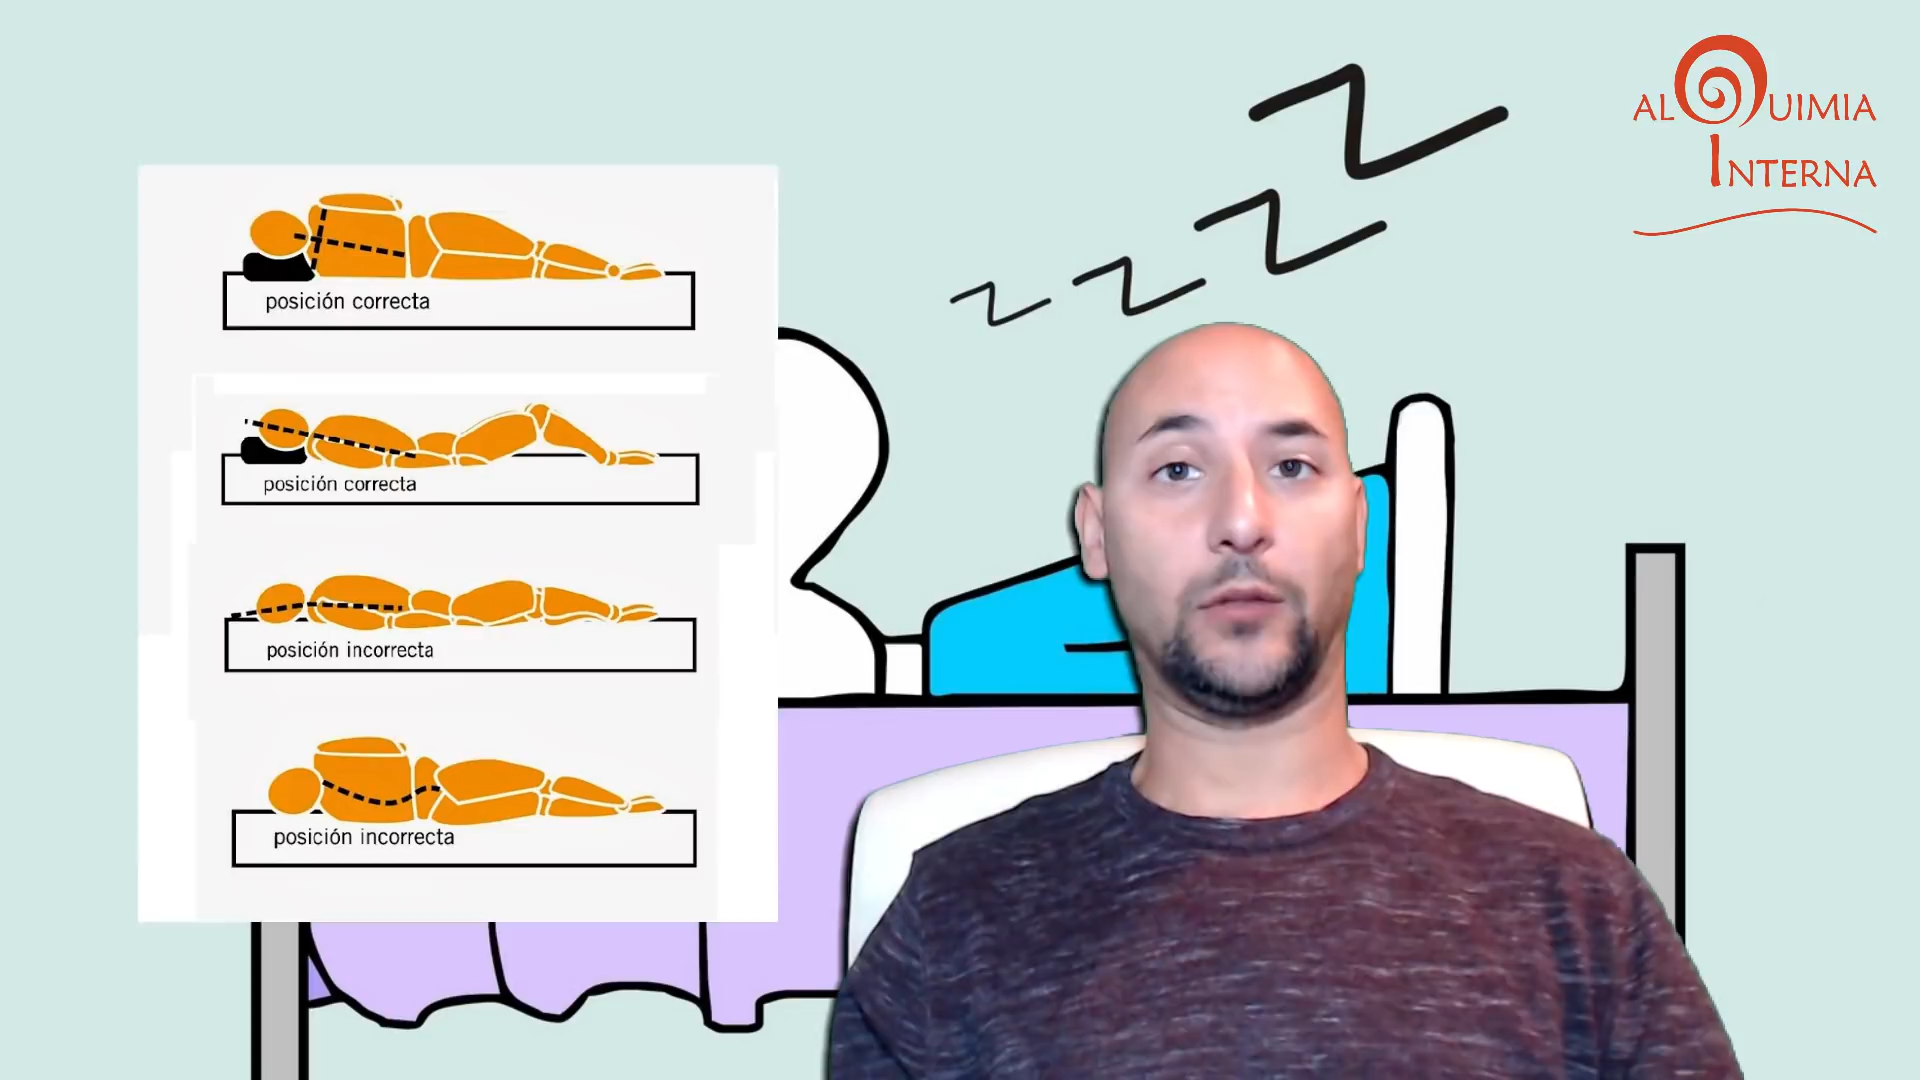 posición correcta
posición correcta
posición incorrecta
posición incorrecta
z z z z
ALQUIMIA
INTERNA